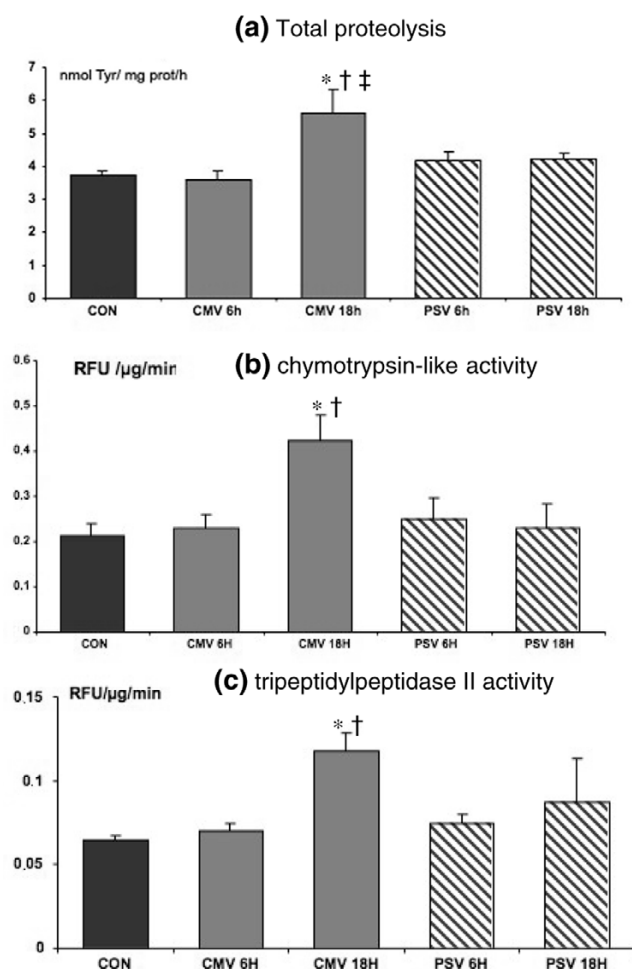 (a) Total proteolysis
nmol Tyr/ mg prot/h
7
6
5
4
3
2
1
0
* † ‡
CON CMV 6h CMV 18h PSV 6h PSV 18h
(b) chymotrypsin-like activity
RFU /µg/min
0,6
0,5
0,4
0,3
0,2
0,1
0
* †
CON CMV 6H CMV 18H PSV 6H PSV 18H
(c) tripeptidylpeptidase II activity
RFU/µg/min
0,15
0,1
0,05
0
* †
CON CMV 6H CMV 18H PSV 6H PSV 18H